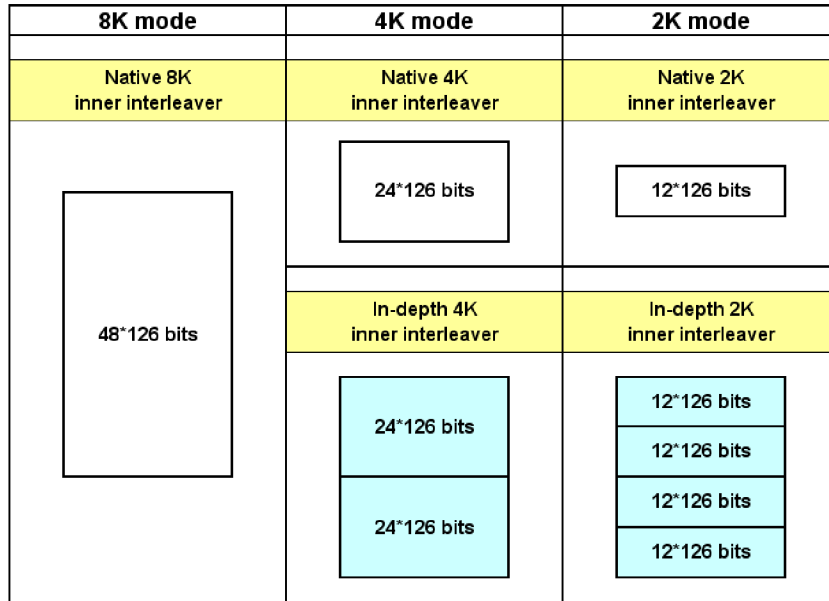 8K mode
4K mode
2K mode
Native 8K
inner interleaver
Native 4K
inner interleaver
Native 2K
inner interleaver
48*126 bits
24*126 bits
12*126 bits
In-depth 4K
inner interleaver
In-depth 2K
inner interleaver
24*126 bits
24*126 bits
12*126 bits
12*126 bits
12*126 bits
12*126 bits